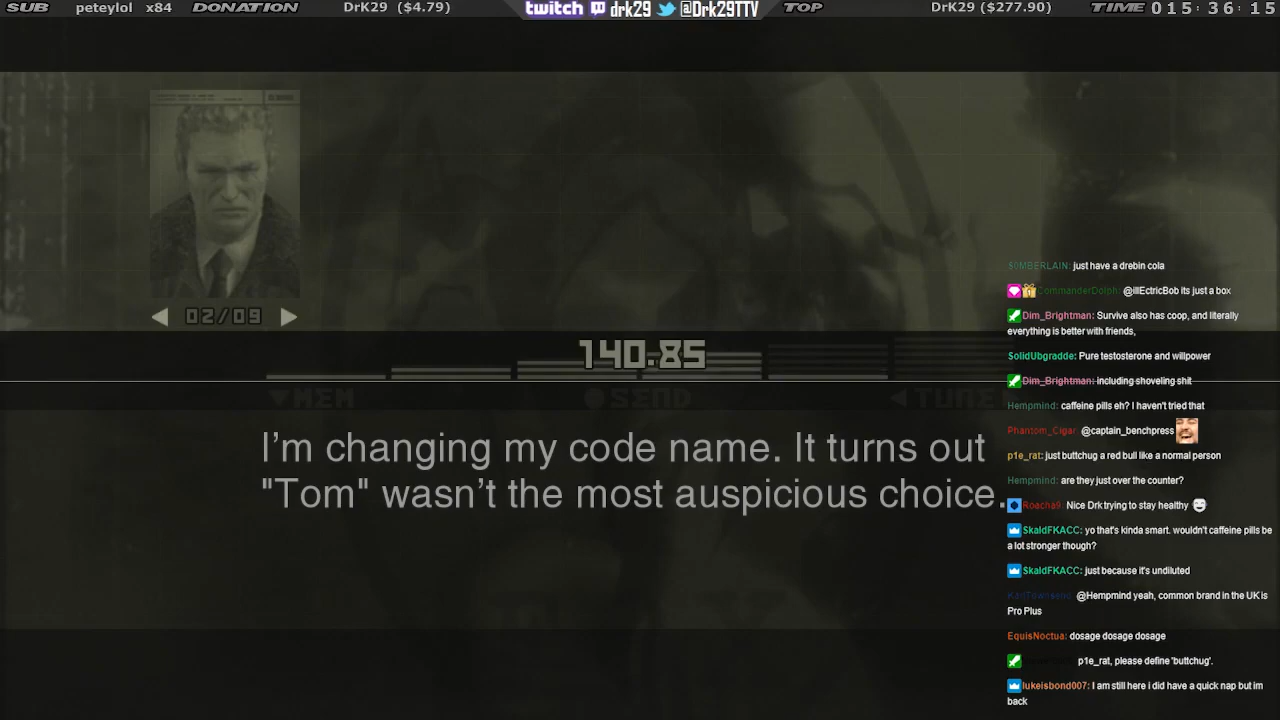 SUB peteylol x84 DONATION DrK29 ($4.79) twitch drk29 @Drk29TTV TOP DrK29 ($277.90) TIME 015:36:15
02/09
140.85
MEM SEND TUNE
I'm changing my code name. It turns out
"Tom" wasn't the most auspicious choice.
S0MBERLAIN: just have a drebin cola
CommanderDolph: @illEctricBob its just a box
Dim_Brightman: Survive also has coop, and literally
everything is better with friends,
SolidUbgradde: Pure testosterone and willpower
Dim_Brightman: Including shoveling shit
Hempmind: caffeine pills eh? I haven't tried that
Phantom_Cigar: @captain_benchpress
p1e_rat: just buttchug a red bull like a normal person
Hempmind: are they just over the counter?
Roacha9: Nice Drk trying to stay healthy
SkaldFKACC: yo that's kinda smart. wouldn't caffeine pills be
a lot stronger though?
SkaldFKACC: just because it's undiluted
KarlTownsend: @Hempmind yeah, common brand in the UK is
Pro Plus
EquisNoctua: dosage dosage dosage
p1e_rat, please define 'buttchug'.
lukeisbond007: I am still here i did have a quick nap but im
back